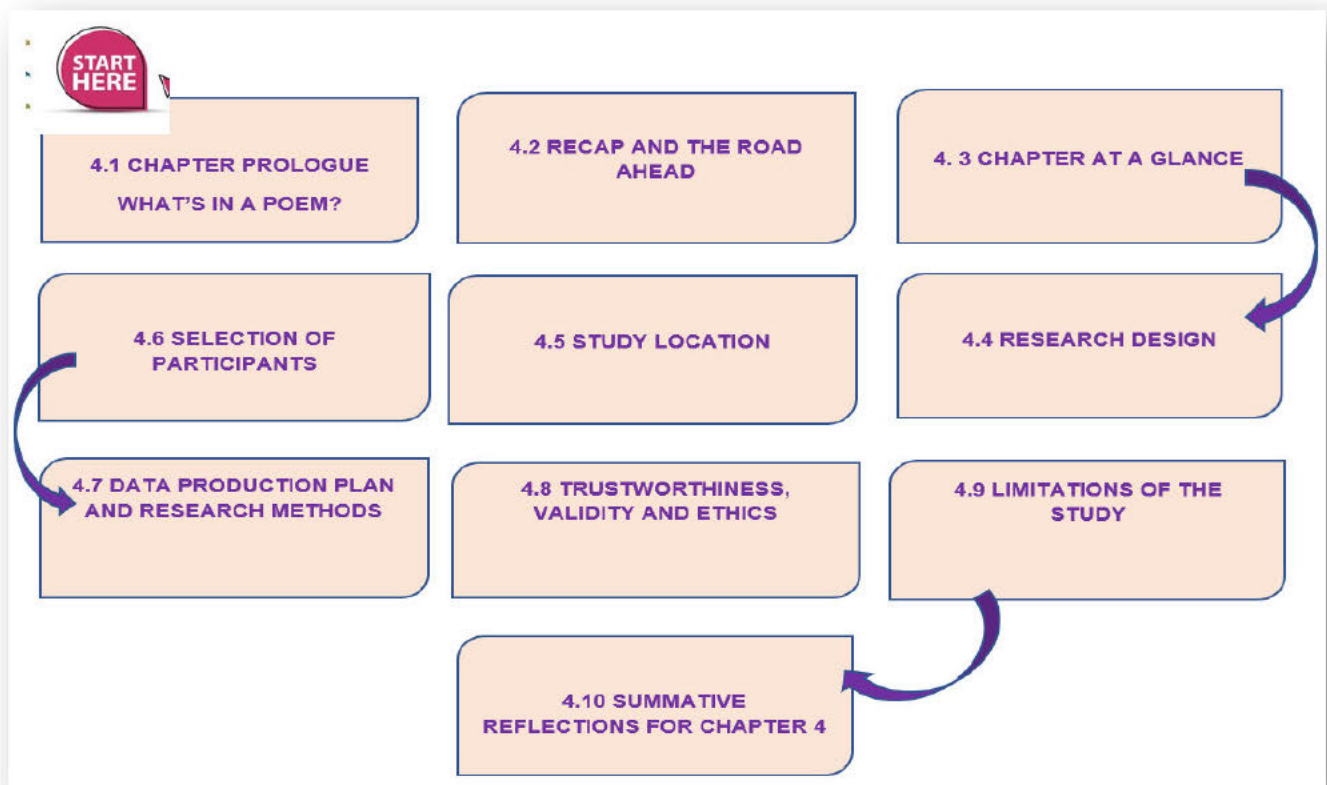 START
HERE
4.1 CHAPTER PROLOGUE
WHAT'S IN A POEM?
4.2 RECAP AND THE ROAD
AHEAD
4. 3 CHAPTER AT A GLANCE
4.4 RESEARCH DESIGN
4.5 STUDY LOCATION
4.6 SELECTION OF
PARTICIPANTS
4.7 DATA PRODUCTION PLAN
AND RESEARCH METHODS
4.8 TRUSTWORTHINESS,
VALIDITY AND ETHICS
4.9 LIMITATIONS OF THE
STUDY
4.10 SUMMATIVE
REFLECTIONS FOR CHAPTER 4